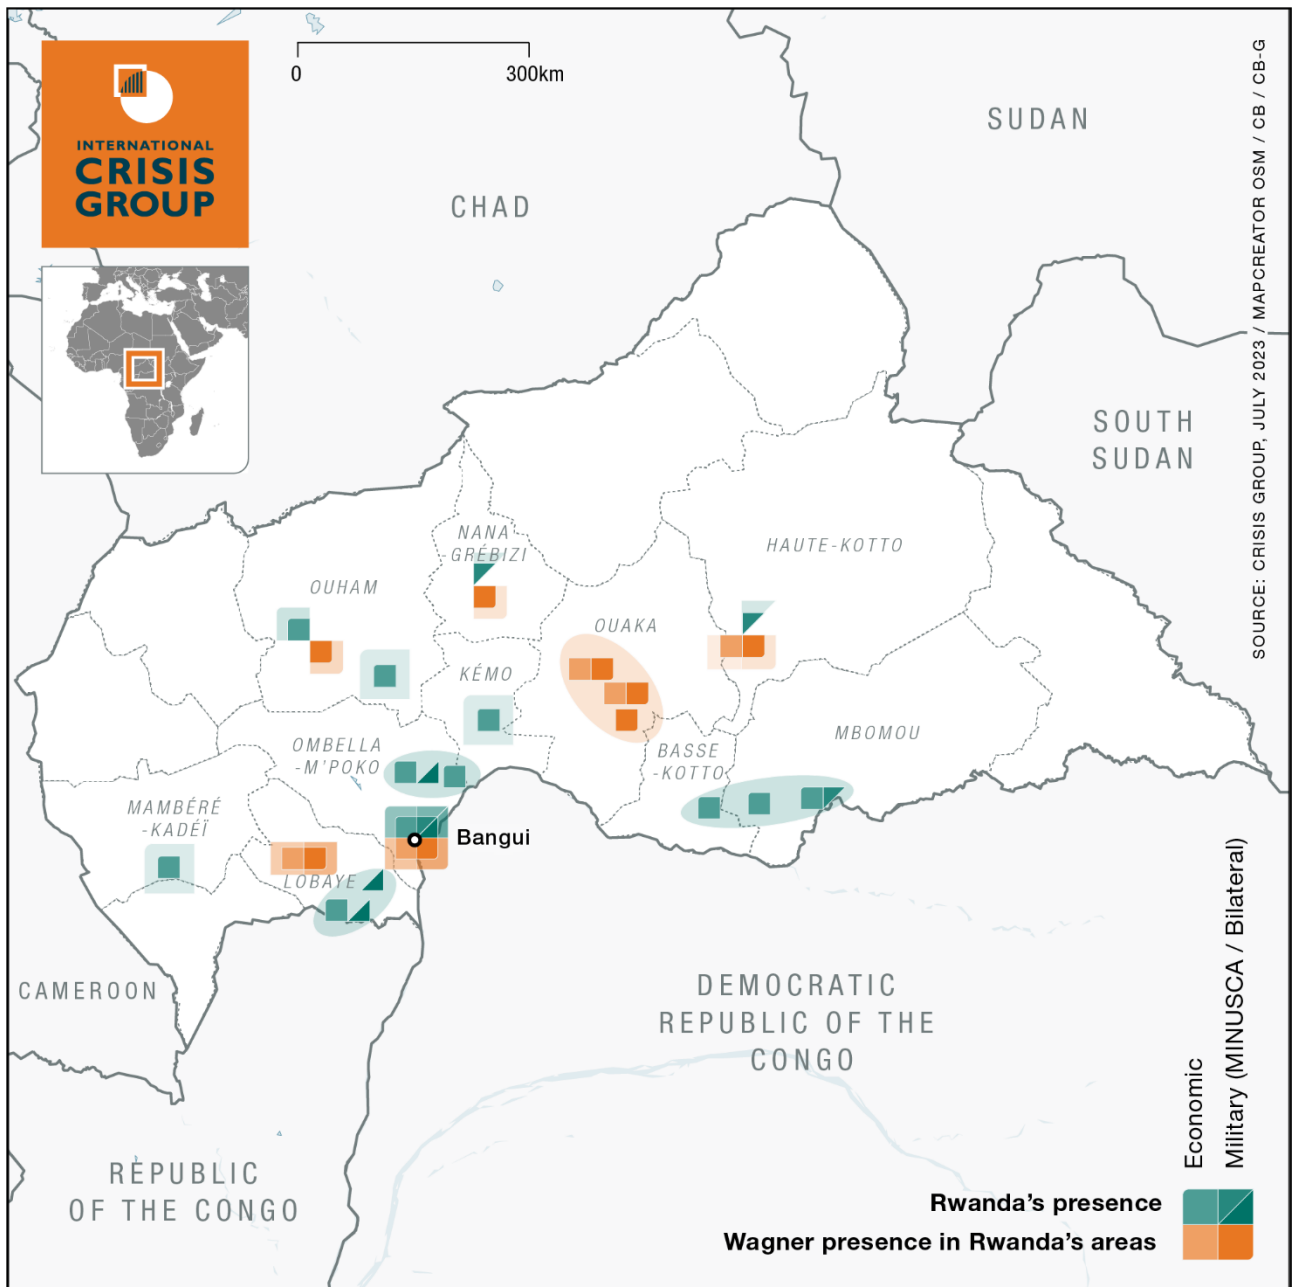 INTERNATIONAL
CRISIS
GROUP
0
300km
SUDAN
CHAD
SOUTH
SUDAN
SOURCE: CRISIS GROUP, JULY 2023 / MAPCREATOR OSM / CB / CB-G
NANA
-GRÉBIZI
HAUTE-KOTTO
OUHAM
OUAKA
KÉMO
MBOMOU
OMBELLA
-M'POKO
BASSE
-KOTTO
MAMBÉRÉ
-KADÉÏ
Bangui
LOBAYE
CAMEROON
DEMOCRATIC
REPUBLIC OF THE
CONGO
REPUBLIC
OF THE CONGO
Economic
Military (MINUSCA / Bilateral)
Rwanda's presence
Wagner presence in Rwanda's areas